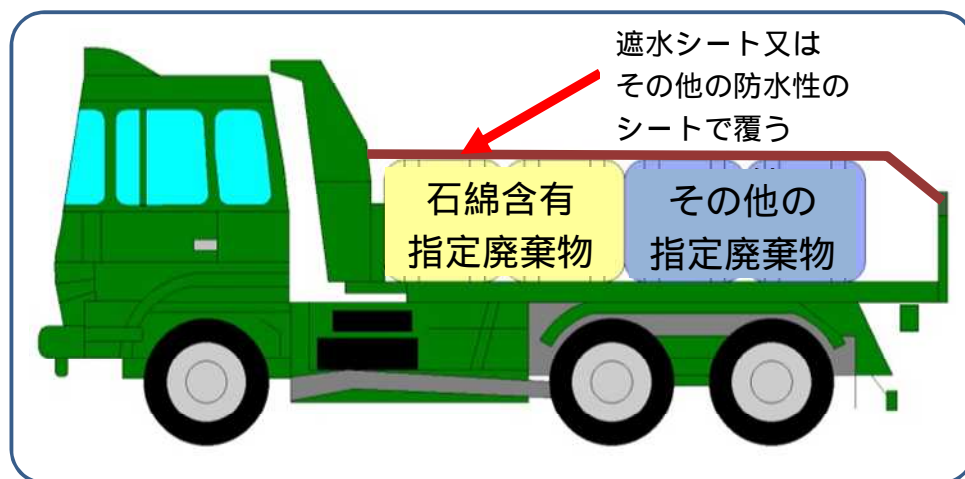 遮水シート又は
その他の防水性の
シートで覆う
石綿含有
指定廃棄物
その他の
指定廃棄物